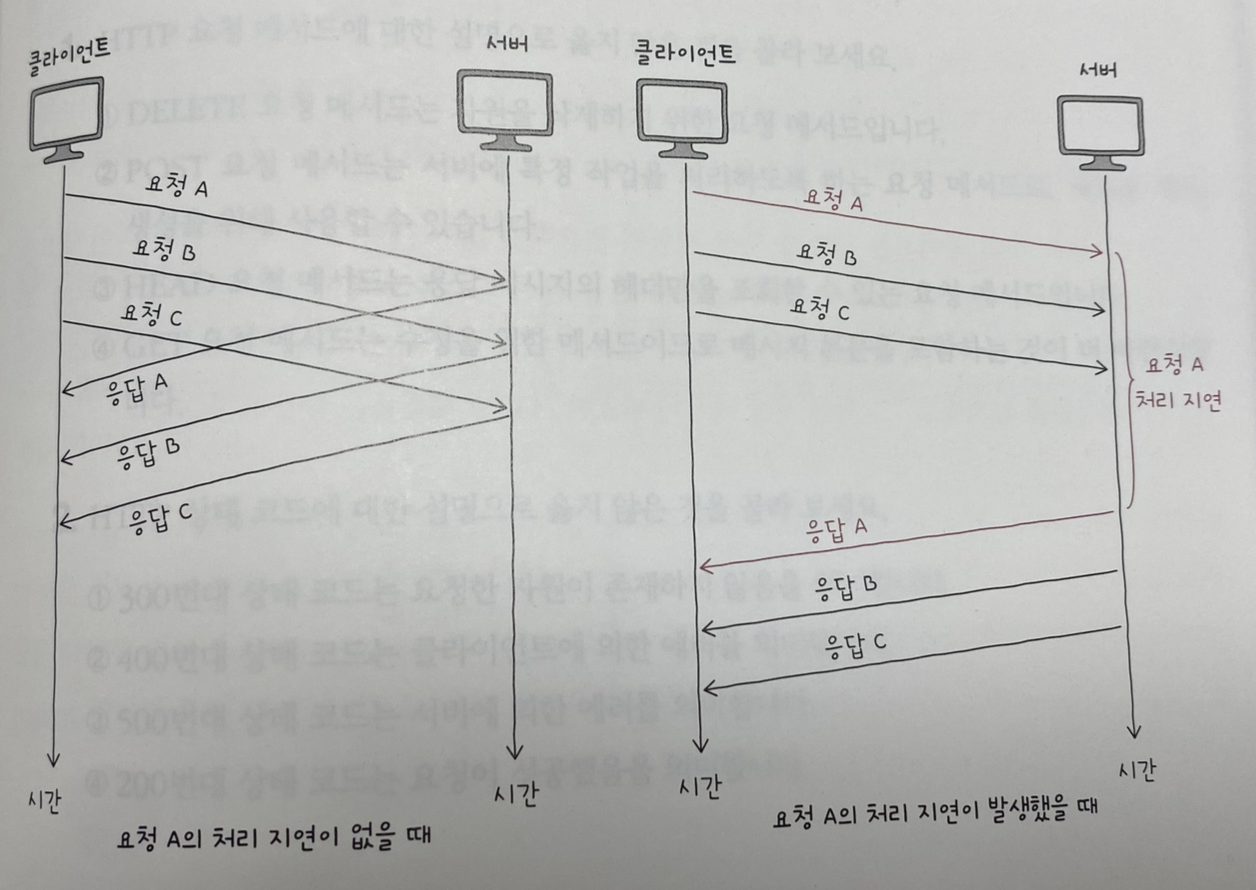 클라이언트
서버
요청 A
요청 B
요청 C
응답 A
응답 B
응답 C
시간
시간
요청 A의 처리 지연이 없을 때
클라이언트
서버
요청 A
요청 B
요청 C
요청 A
처리 지연
응답 A
응답 B
응답 C
시간
시간
요청 A의 처리 지연이 발생했을 때